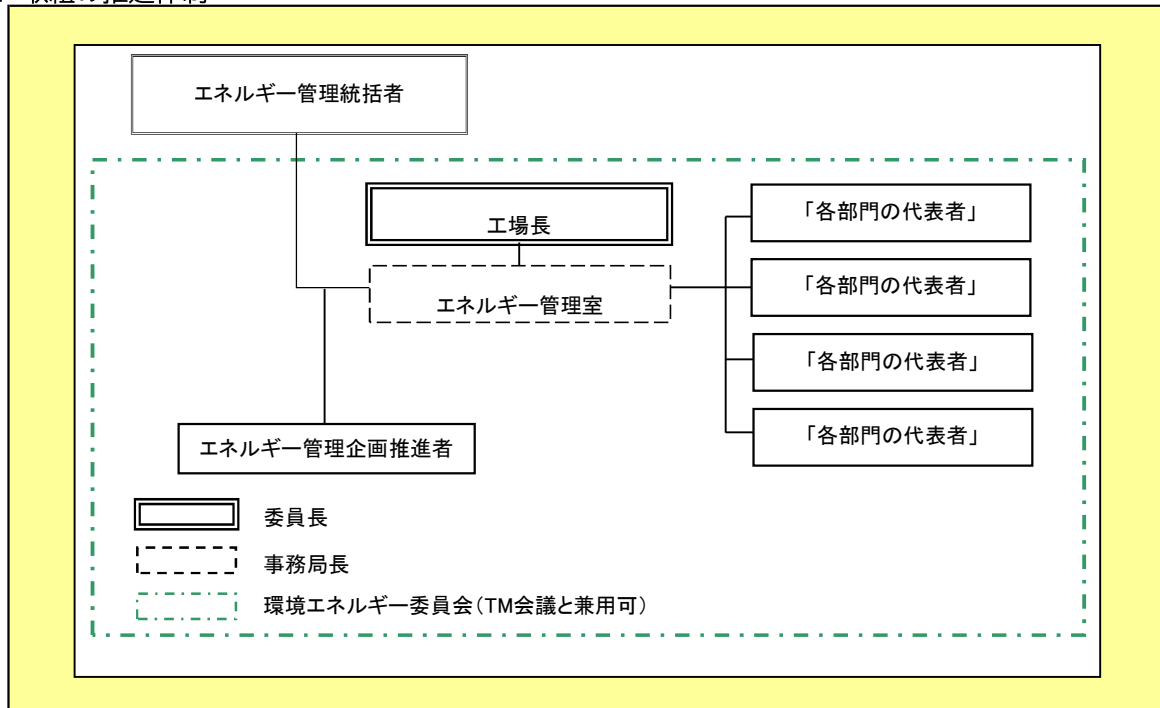 エネルギー管理統括者
工場長
エネルギー管理室
「各部門の代表者」
「各部門の代表者」
「各部門の代表者」
「各部門の代表者」
エネルギー管理企画推進者
委員長
事務局長
環境エネルギー委員会(TM会議と兼用可)